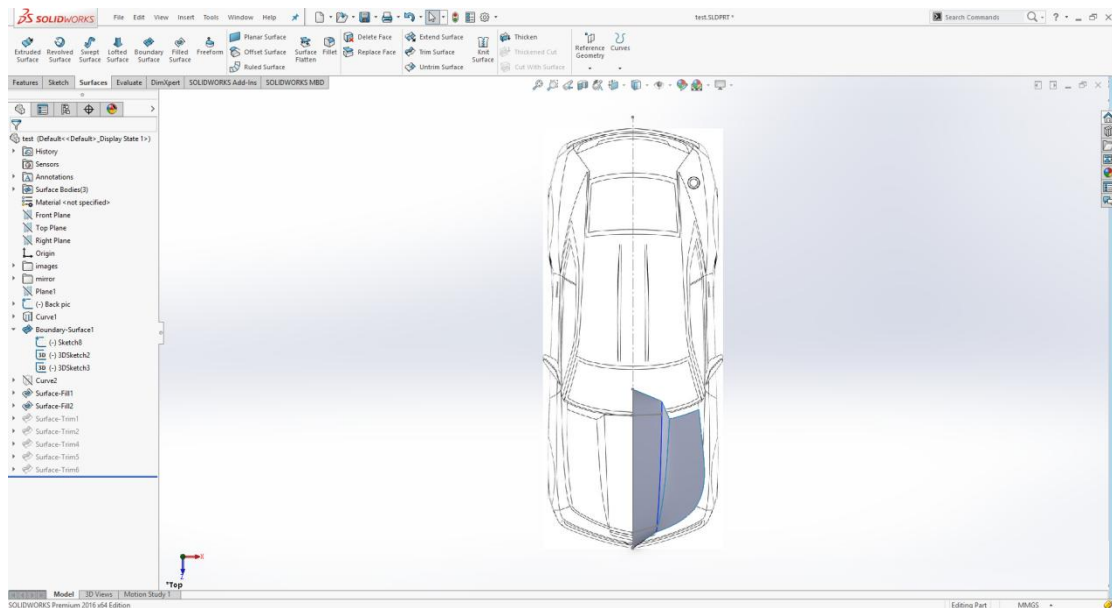 SOLIDWORKS File Edit View Insert Tools Window Help test.SLDPRT * Search Commands
Extruded Surface Revolved Surface Swept Surface Lofted Surface Boundary Surface Filled Surface Freeform Planar Surface Offset Surface Ruled Surface Surface Flatten Fillet Delete Face Replace Face Extend Surface Trim Surface Untrim Surface Knit Surface Thicken Thickened Cut Cut With Surface Reference Geometry Curves
Features Sketch Surfaces Evaluate DimXpert SOLIDWORKS Add-Ins SOLIDWORKS MBD
test (Default<<Default>_Display State 1>)
History
Sensors
Annotations
Surface Bodies(3)
Material <not specified>
Front Plane
Top Plane
Right Plane
Origin
images
mirror
Plane1
(-) Back pic
Curve1
Boundary-Surface1
(-) Sketch8
3D (-) 3DSketch2
3D (-) 3DSketch3
Curve2
Surface-Fill1
Surface-Fill2
Surface-Trim1
Surface-Trim2
Surface-Trim4
Surface-Trim5
Surface-Trim6
X
Z
*Top
Model 3D Views Motion Study 1
SOLIDWORKS Premium 2016 x64 Edition Editing Part MMGS